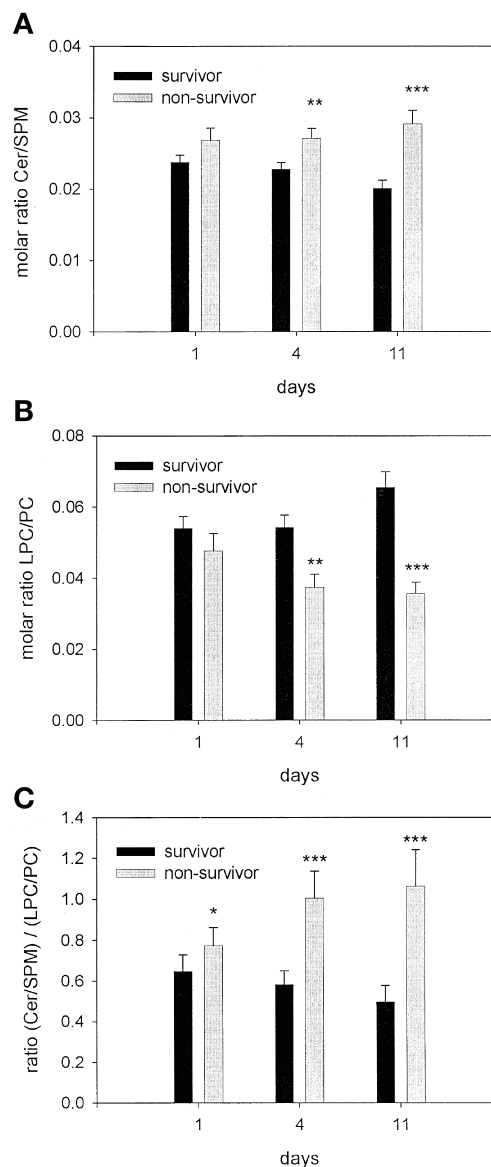 A
molar ratio Cer/SPM
0.04
0.03
0.02
0.01
0.00
survivor
non-survivor
**
***
1 4 11
days
B
molar ratio LPC/PC
0.08
0.06
0.04
0.02
0.00
survivor
non-survivor
**
***
1 4 11
days
C
ratio (Cer/SPM) / (LPC/PC)
1.4
1.2
1.0
0.8
0.6
0.4
0.2
0.0
survivor
non-survivor
*
***
***
1 4 11
days